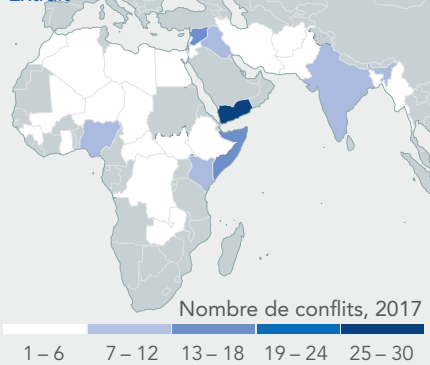 Nombre de conflits, 2017
1 – 6 7 – 12 13 – 18 19 – 24 25 – 30